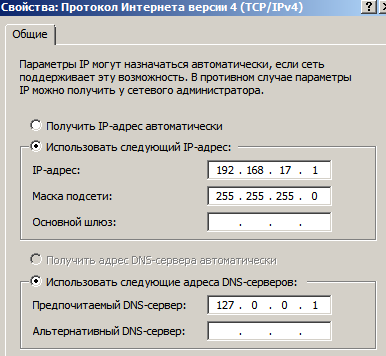 Свойства: Протокол Интернета версии 4 (TCP/IPv4)
Общие
Параметры IP могут назначаться автоматически, если сеть
поддерживает эту возможность. В противном случае параметры
IP можно получить у сетевого администратора.
Получить IP-адрес автоматически
Использовать следующий IP-адрес:
IP-адрес: 192 . 168 . 17 . 1
Маска подсети: 255 . 255 . 255 . 0
Основной шлюз: . . .
Получить адрес DNS-сервера автоматически
Использовать следующие адреса DNS-серверов:
Предпочитаемый DNS-сервер: 127 . 0 . 0 . 1
Альтернативный DNS-сервер: . . .